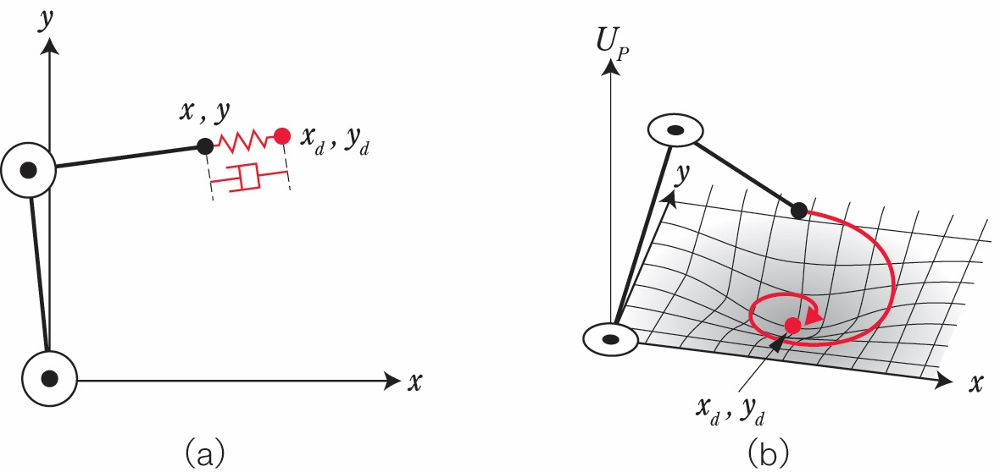 y
x , y
x_d , y_d
x
(a)
U_P
y
x
x_d , y_d
(b)